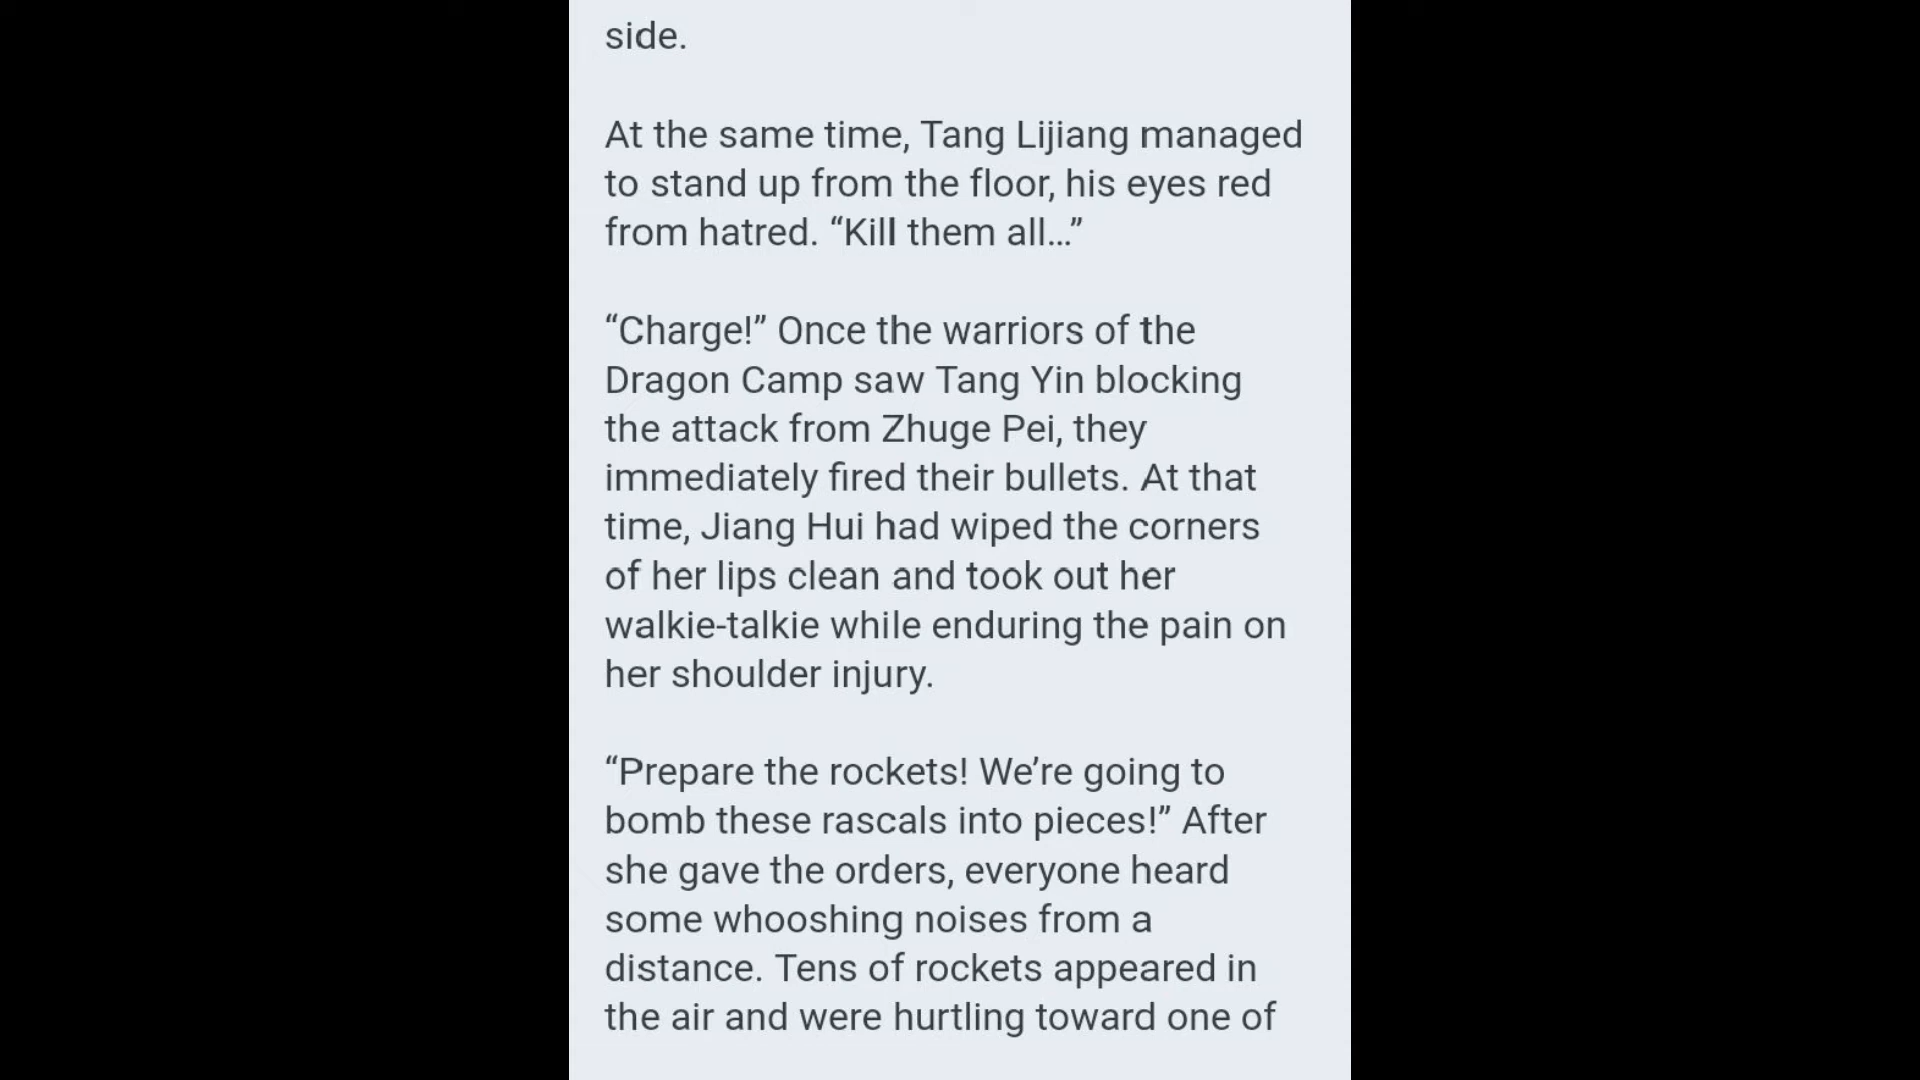 side.
At the same time, Tang Lijiang managed
to stand up from the floor, his eyes red
from hatred. “Kill them all…”
“Charge!” Once the warriors of the
Dragon Camp saw Tang Yin blocking
the attack from Zhuge Pei, they
immediately fired their bullets. At that
time, Jiang Hui had wiped the corners
of her lips clean and took out her
walkie-talkie while enduring the pain on
her shoulder injury.
“Prepare the rockets! We’re going to
bomb these rascals into pieces!” After
she gave the orders, everyone heard
some whooshing noises from a
distance. Tens of rockets appeared in
the air and were hurtling toward one of